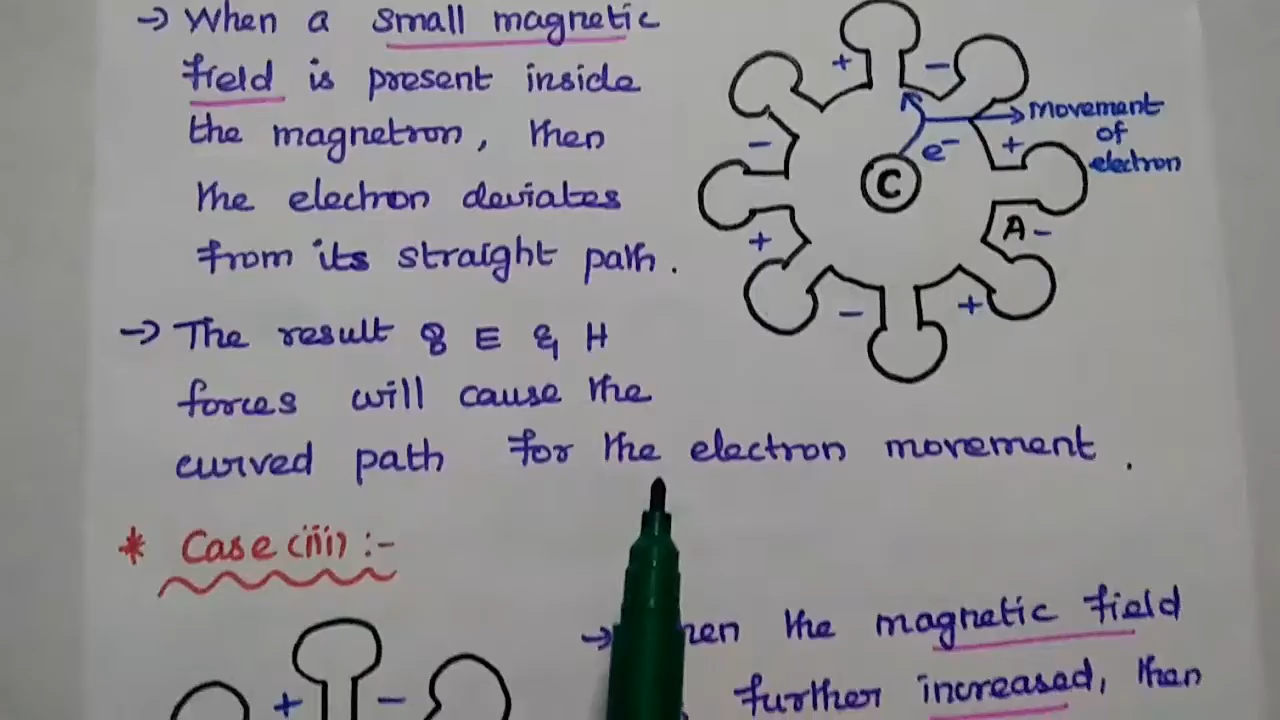 → When a small magnetic
field is present inside
the magnetron, then
the electron deviates
from its straight path.
→ The result of E & H
forces will cause the
curved path for the electron movement.
+
-
-
+
+
-
+
A -
C
e-
movement
of
electron
* Case (iii) :-
+ -
→ the magnetic field
further increased, then